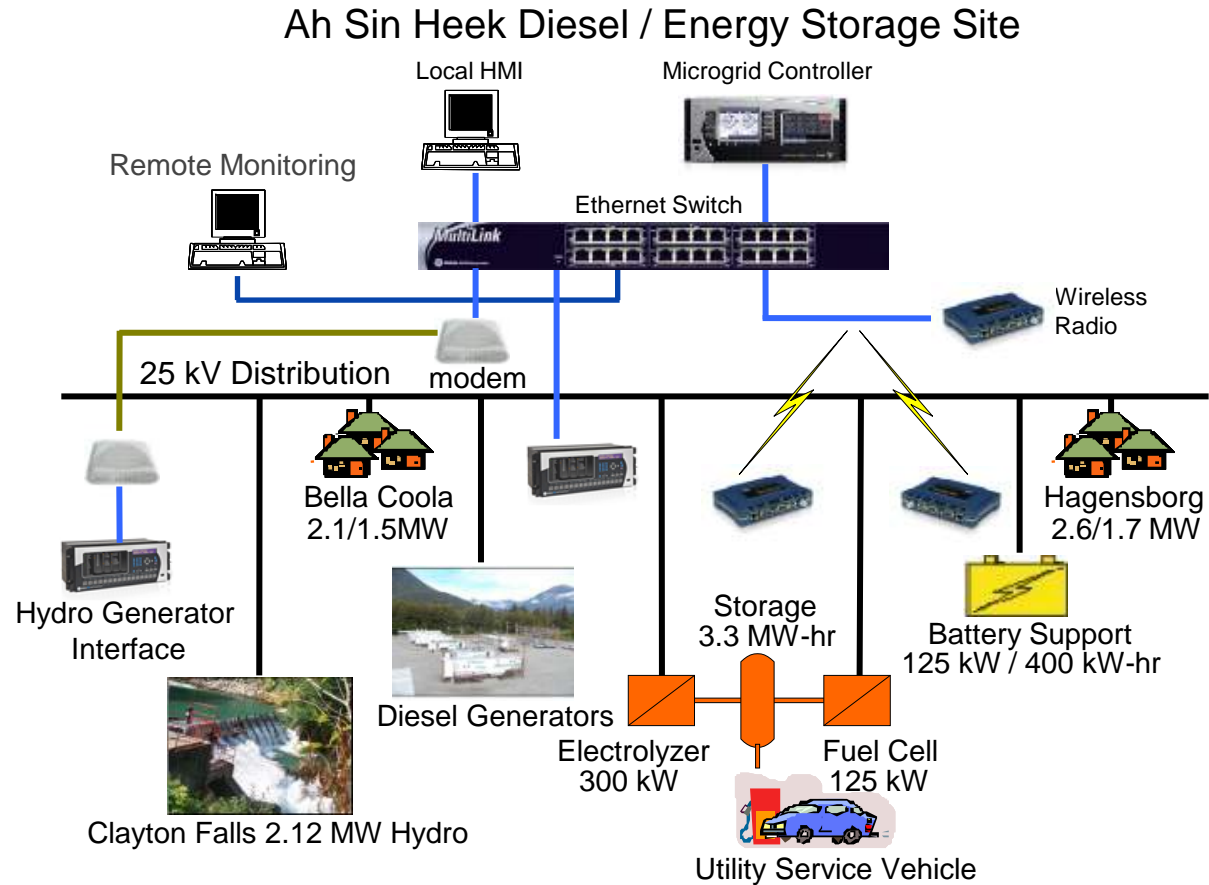 Ah Sin Heek Diesel / Energy Storage Site
Local HMI
Microgrid Controller
Remote Monitoring
Ethernet Switch
MultiLink
Wireless
Radio
25 kV Distribution
modem
Bella Coola
2.1/1.5MW
Hagensborg
2.6/1.7 MW
Hydro Generator
Interface
Storage
3.3 MW-hr
Battery Support
125 kW / 400 kW-hr
Diesel Generators
Electrolyzer
300 kW
Fuel Cell
125 kW
Clayton Falls 2.12 MW Hydro
Utility Service Vehicle